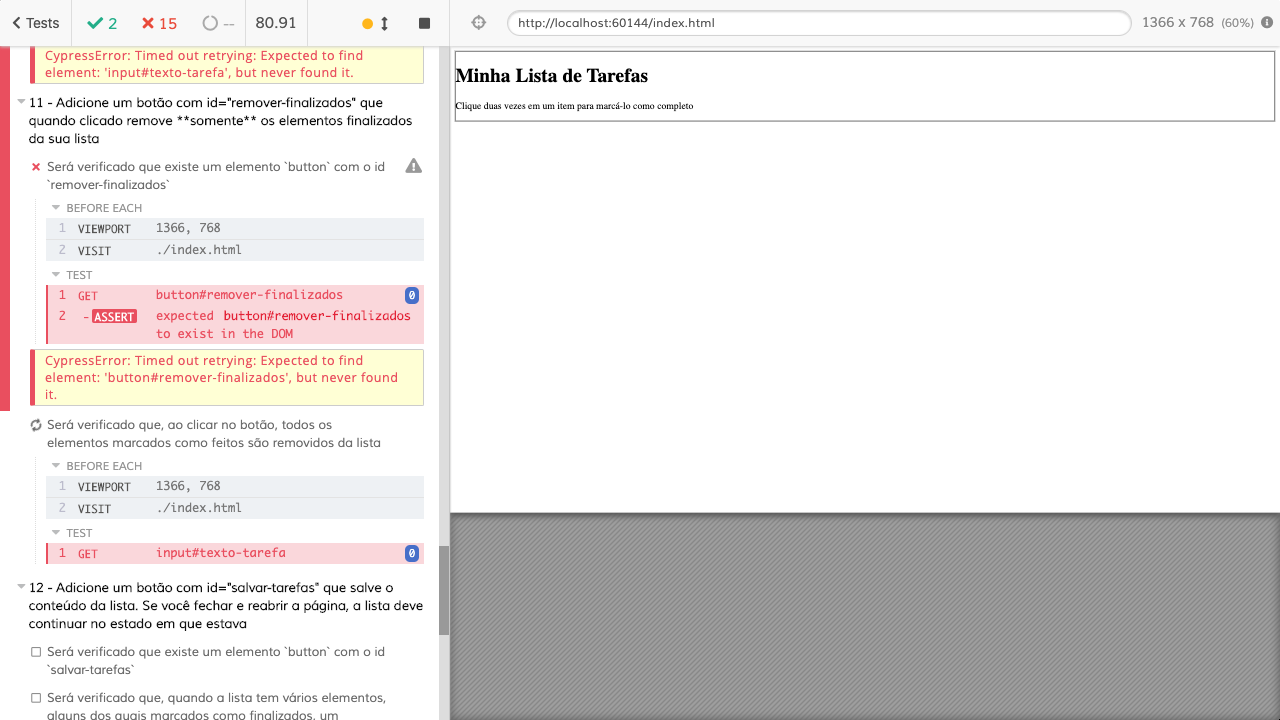 Tests
2
15
--
80.91
http://localhost:60144/index.html
1366 x 768 (60%)
CypressError: Timed out retrying: Expected to find
element: 'input#texto-tarefa', but never found it.
11 - Adicione um botão com id="remover-finalizados" que
quando clicado remove **somente** os elementos finalizados
da sua lista
Será verificado que existe um elemento `button` com o id
`remover-finalizados`
BEFORE EACH
1 VIEWPORT 1366, 768
2 VISIT ./index.html
TEST
1 GET button#remover-finalizados 0
2 -ASSERT expected button#remover-finalizados
to exist in the DOM
CypressError: Timed out retrying: Expected to find
element: 'button#remover-finalizados', but never found
it.
Será verificado que, ao clicar no botão, todos os
elementos marcados como feitos são removidos da lista
BEFORE EACH
1 VIEWPORT 1366, 768
2 VISIT ./index.html
TEST
1 GET input#texto-tarefa 0
12 - Adicione um botão com id="salvar-tarefas" que salve o
conteúdo da lista. Se você fechar e reabrir a página, a lista deve
continuar no estado em que estava
Será verificado que existe um elemento `button` com o id
`salvar-tarefas`
Será verificado que, quando a lista tem vários elementos,
alguns dos quais marcados como finalizados, um
Minha Lista de Tarefas
Clique duas vezes em um item para marcá-lo como completo